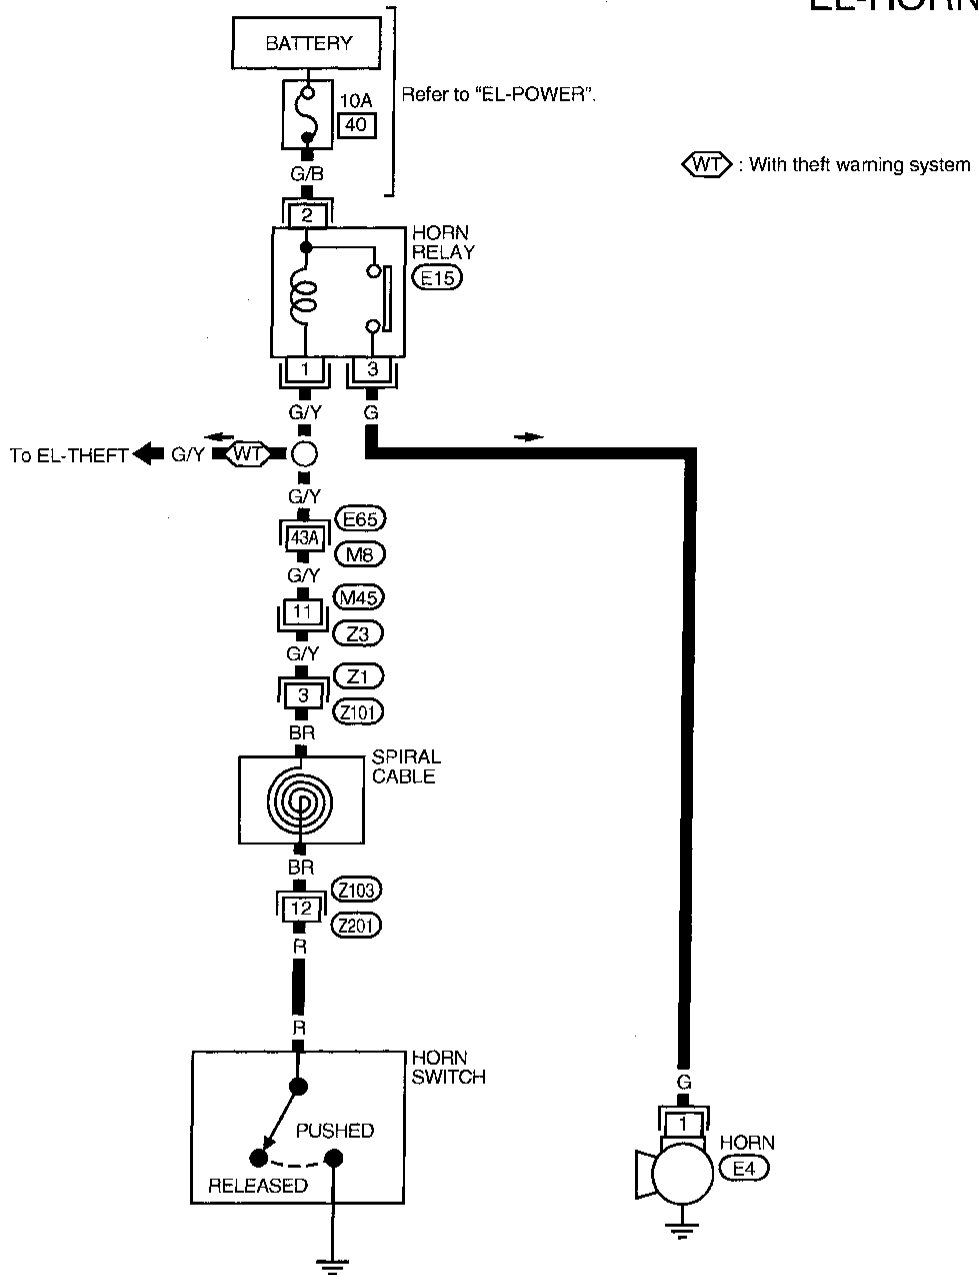 EL-HORN
BATTERY
10A
40
Refer to "EL-POWER".
G/B
WT : With theft warning system
2
HORN
RELAY
E15
1
3
G/Y
G
To EL-THEFT
G/Y
WT
G/Y
E65
43A
M8
G/Y
M45
11
Z3
G/Y
Z1
3
Z101
BR
SPIRAL
CABLE
BR
Z103
12
Z201
R
R
HORN
SWITCH
PUSHED
RELEASED
G
1
HORN
E4